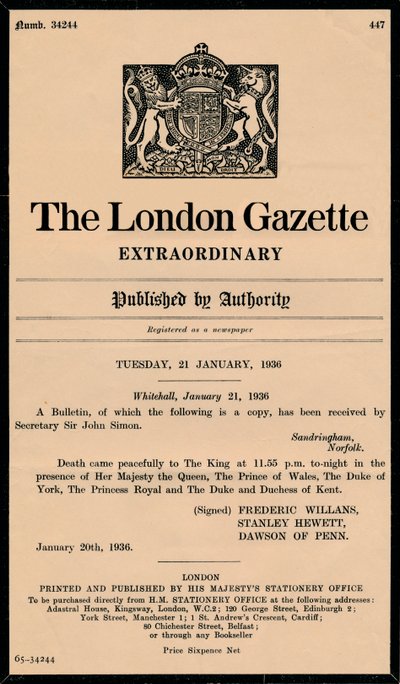 Numb. 34244 447
DIEU ET MON DROIT
The London Gazette
EXTRAORDINARY
Published by Authority
Registered as a newspaper
TUESDAY, 21 JANUARY, 1936
Whitehall, January 21, 1936
A Bulletin, of which the following is a copy, has been received by
Secretary Sir John Simon.
Sandringham,
Norfolk.
Death came peacefully to The King at 11.55 p.m. to-night in the
presence of Her Majesty the Queen, The Prince of Wales, The Duke of
York, The Princess Royal and The Duke and Duchess of Kent.
(Signed) FREDERIC WILLANS,
STANLEY HEWETT,
DAWSON OF PENN.
January 20th, 1936.
LONDON
PRINTED AND PUBLISHED BY HIS MAJESTY'S STATIONERY OFFICE
To be purchased directly from H.M. STATIONERY OFFICE at the following addresses:
Adastral House, Kingsway, London, W.C.2; 120 George Street, Edinburgh 2;
York Street, Manchester 1; 1 St. Andrew's Crescent, Cardiff;
80 Chichester Street, Belfast;
or through any Bookseller
Price Sixpence Net
65-34244